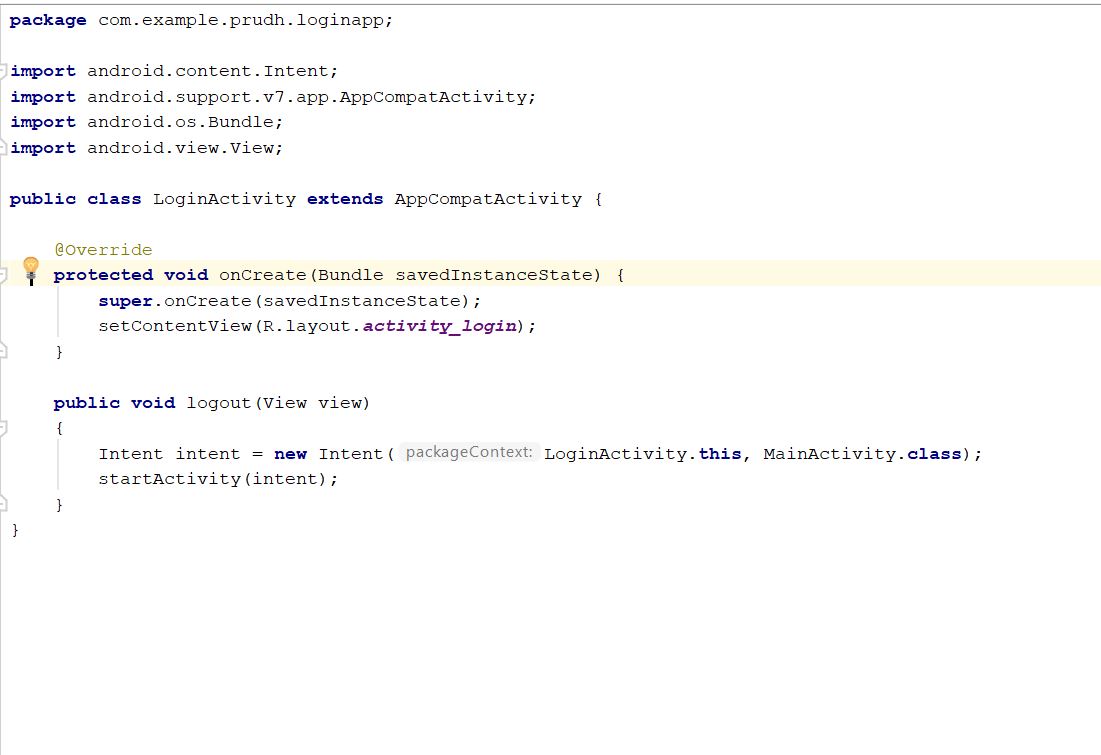 package com.example.prudh.loginapp;
import android.content.Intent;
import android.support.v7.app.AppCompatActivity;
import android.os.Bundle;
import android.view.View;
public class LoginActivity extends AppCompatActivity {
@Override
protected void onCreate(Bundle savedInstanceState) {
super.onCreate(savedInstanceState);
setContentView(R.layout.activity_login);
}
public void logout(View view)
{
Intent intent = new Intent( packageContext: LoginActivity.this, MainActivity.class);
startActivity(intent);
}
}